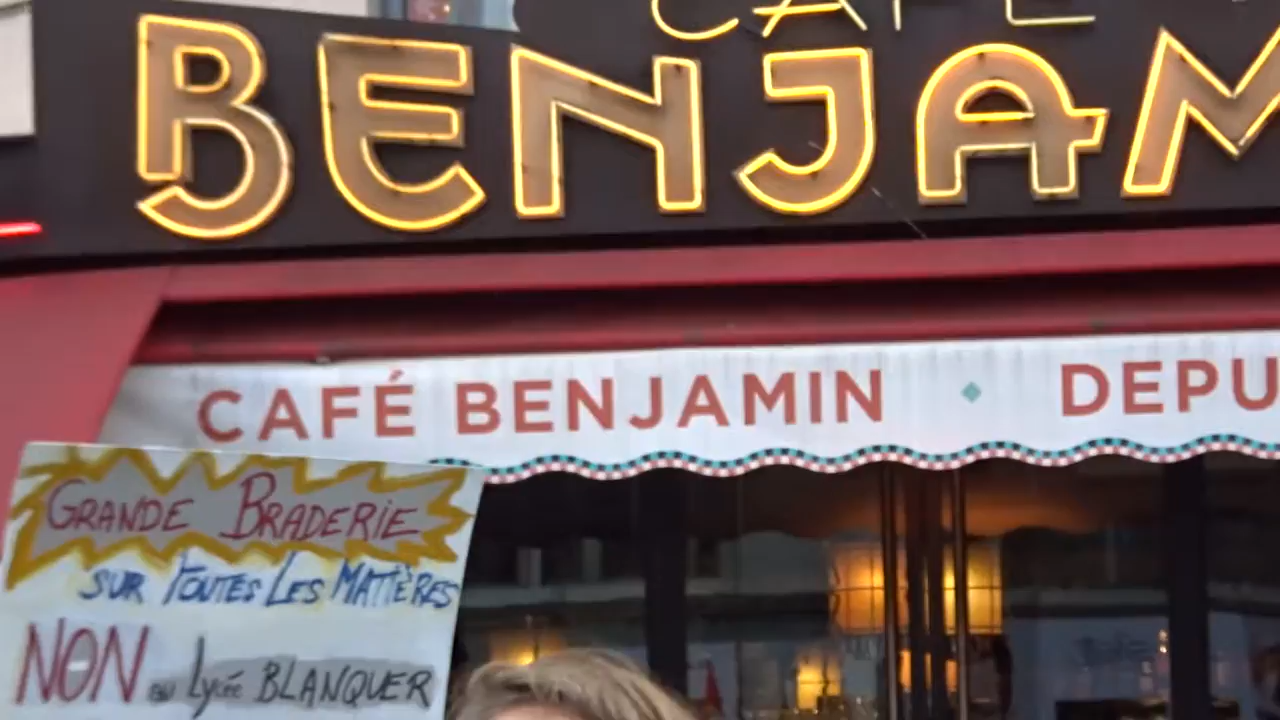 CAFÉ
BENJAM
CAFÉ BENJAMIN ◆ DEPU
GRANDE BRADERIE
SUR TOUTES LES MATIÈRES
NON au Lycée BLANQUER